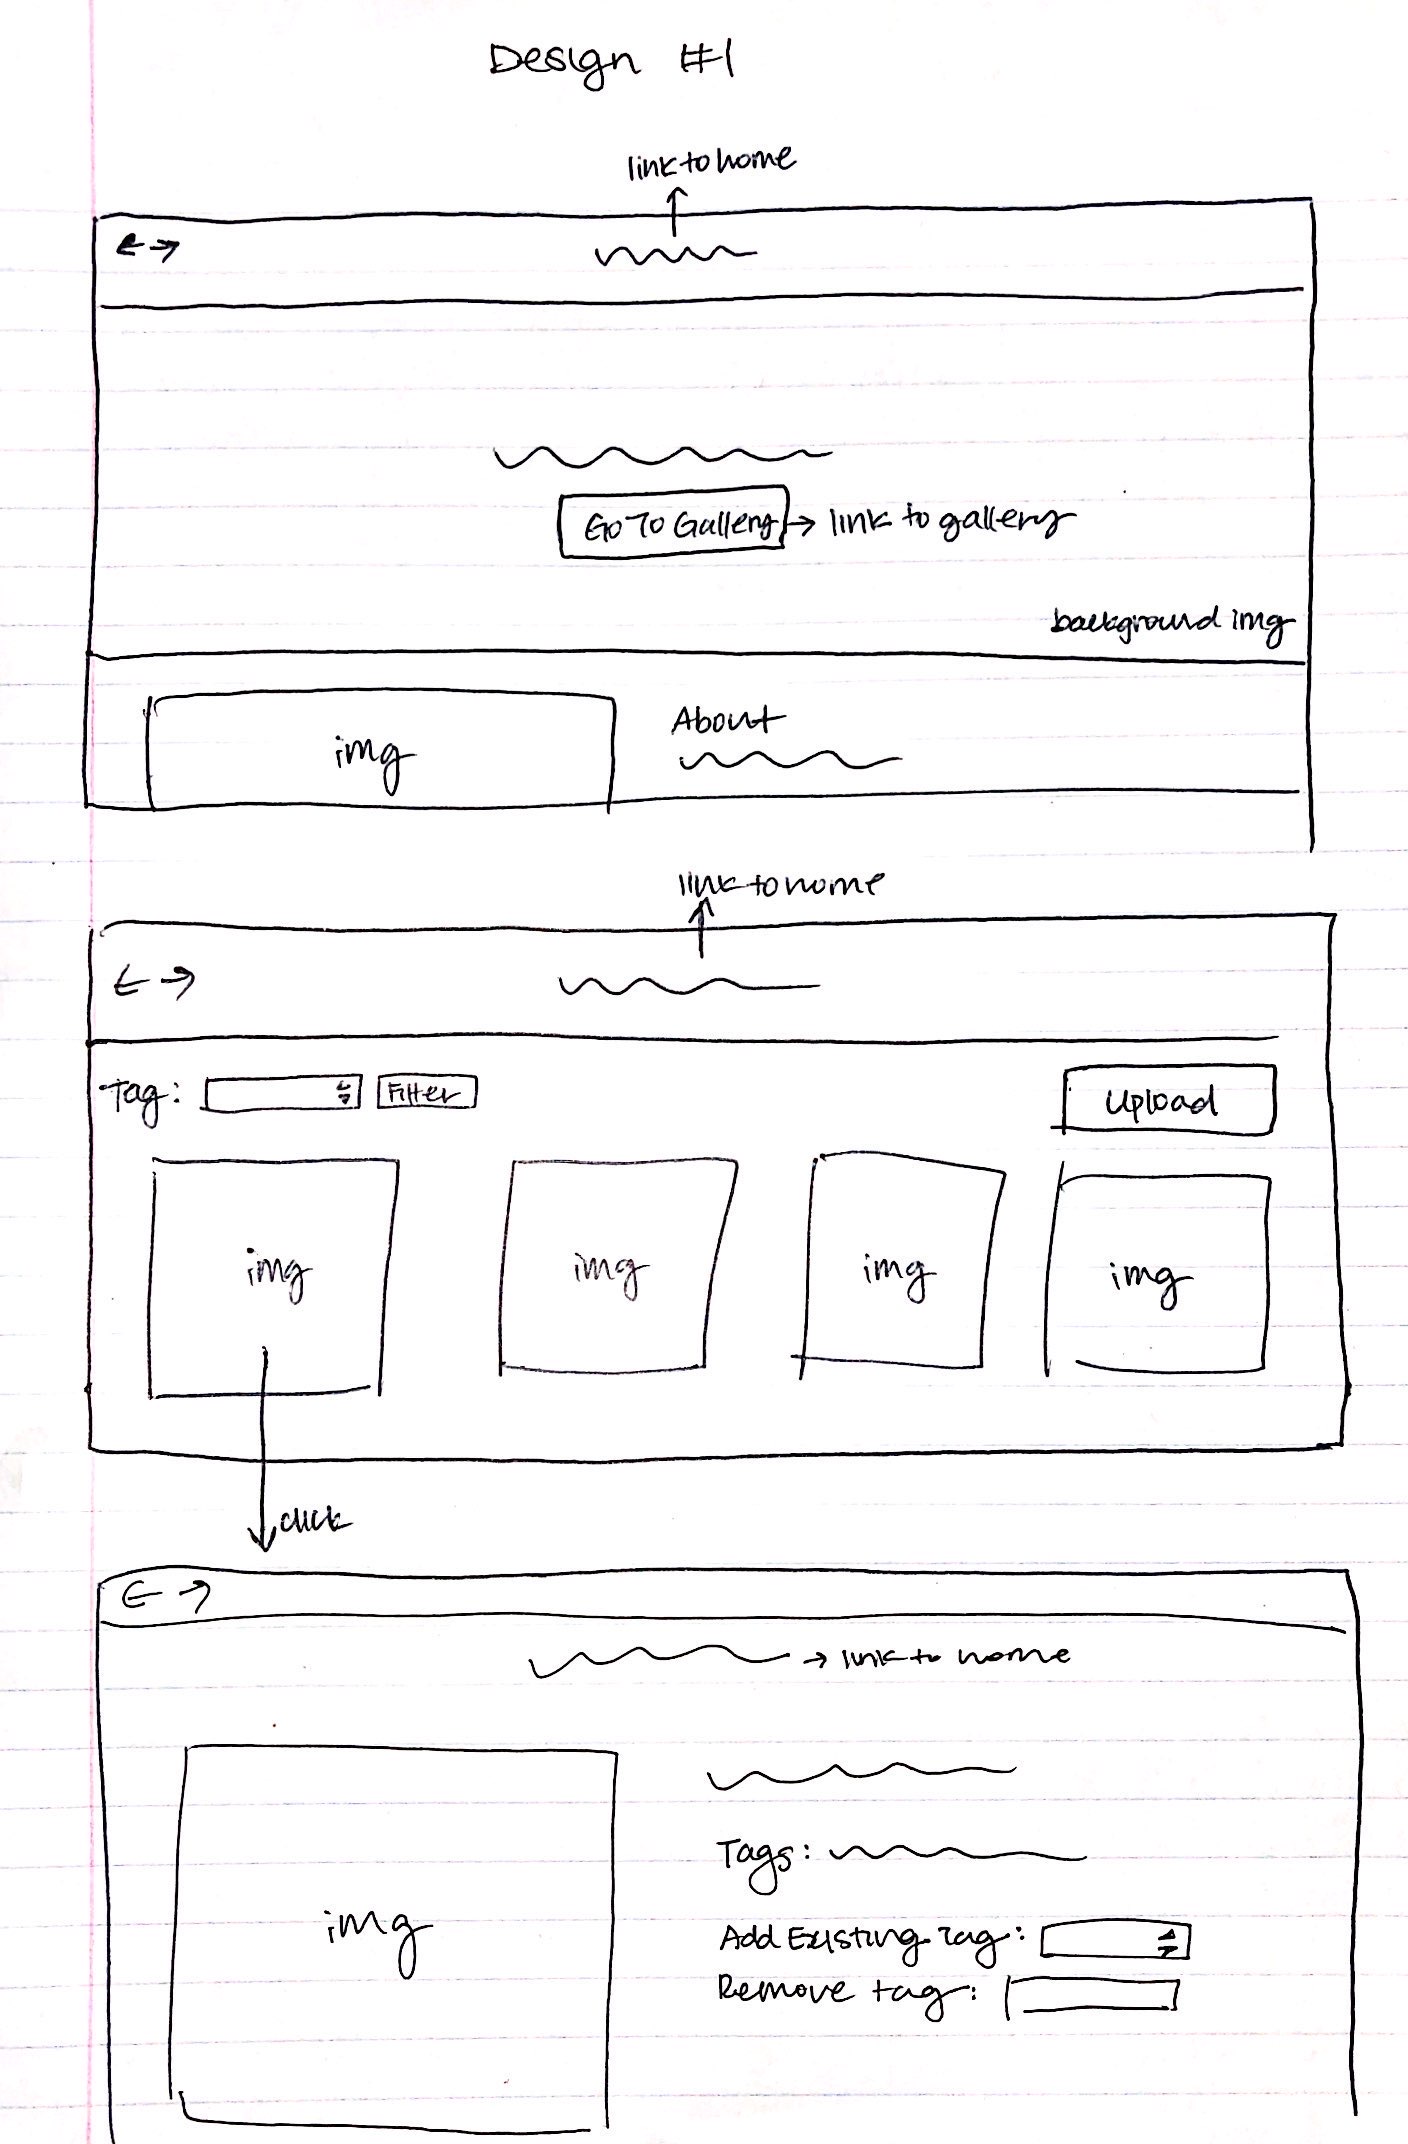 Design #1
link to home
Go To Gallery → link to gallery
background img
img
About
link to home
Tag:
Filter
Upload
img
img
img
img
click
→ link to home
Tags:
img
Add Existing Tag:
Remove tag: